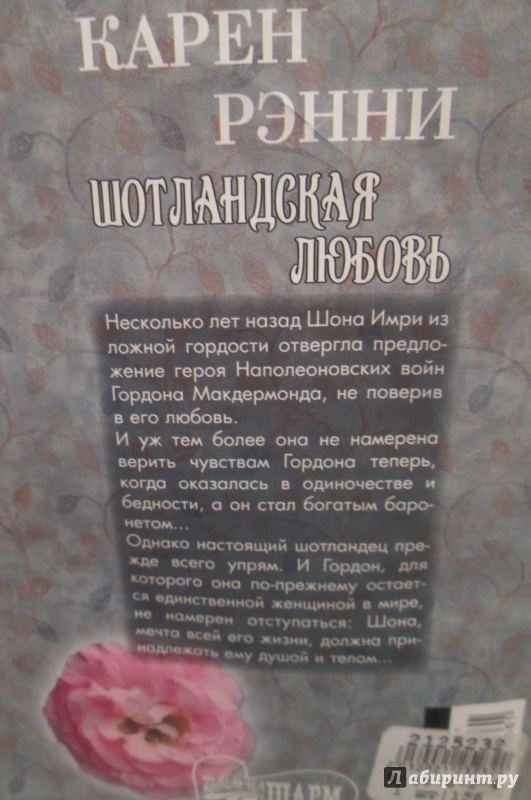 КАРЕН
РЭННИ
ШОТЛАНДСКАЯ
ЛЮБОВЬ
Несколько лет назад Шона Имри из
ложной гордости отвергла предло-
жение героя Наполеоновских войн
Гордона Макдермонда, не поверив
в его любовь.
И уж тем более она не намерена
верить чувствам Гордона теперь,
когда оказалась в одиночестве и
бедности, а он стал богатым баро-
нетом...
Однако настоящий шотландец пре-
жде всего упрям. И Гордон, для
которого она по-прежнему остает-
ся единственной женщиной в мире,
не намерен отступаться: Шона,
мечта всей его жизни, должна при-
надлежать ему душой и телом...
2125232
ШАРМ
Лабиринт.ру